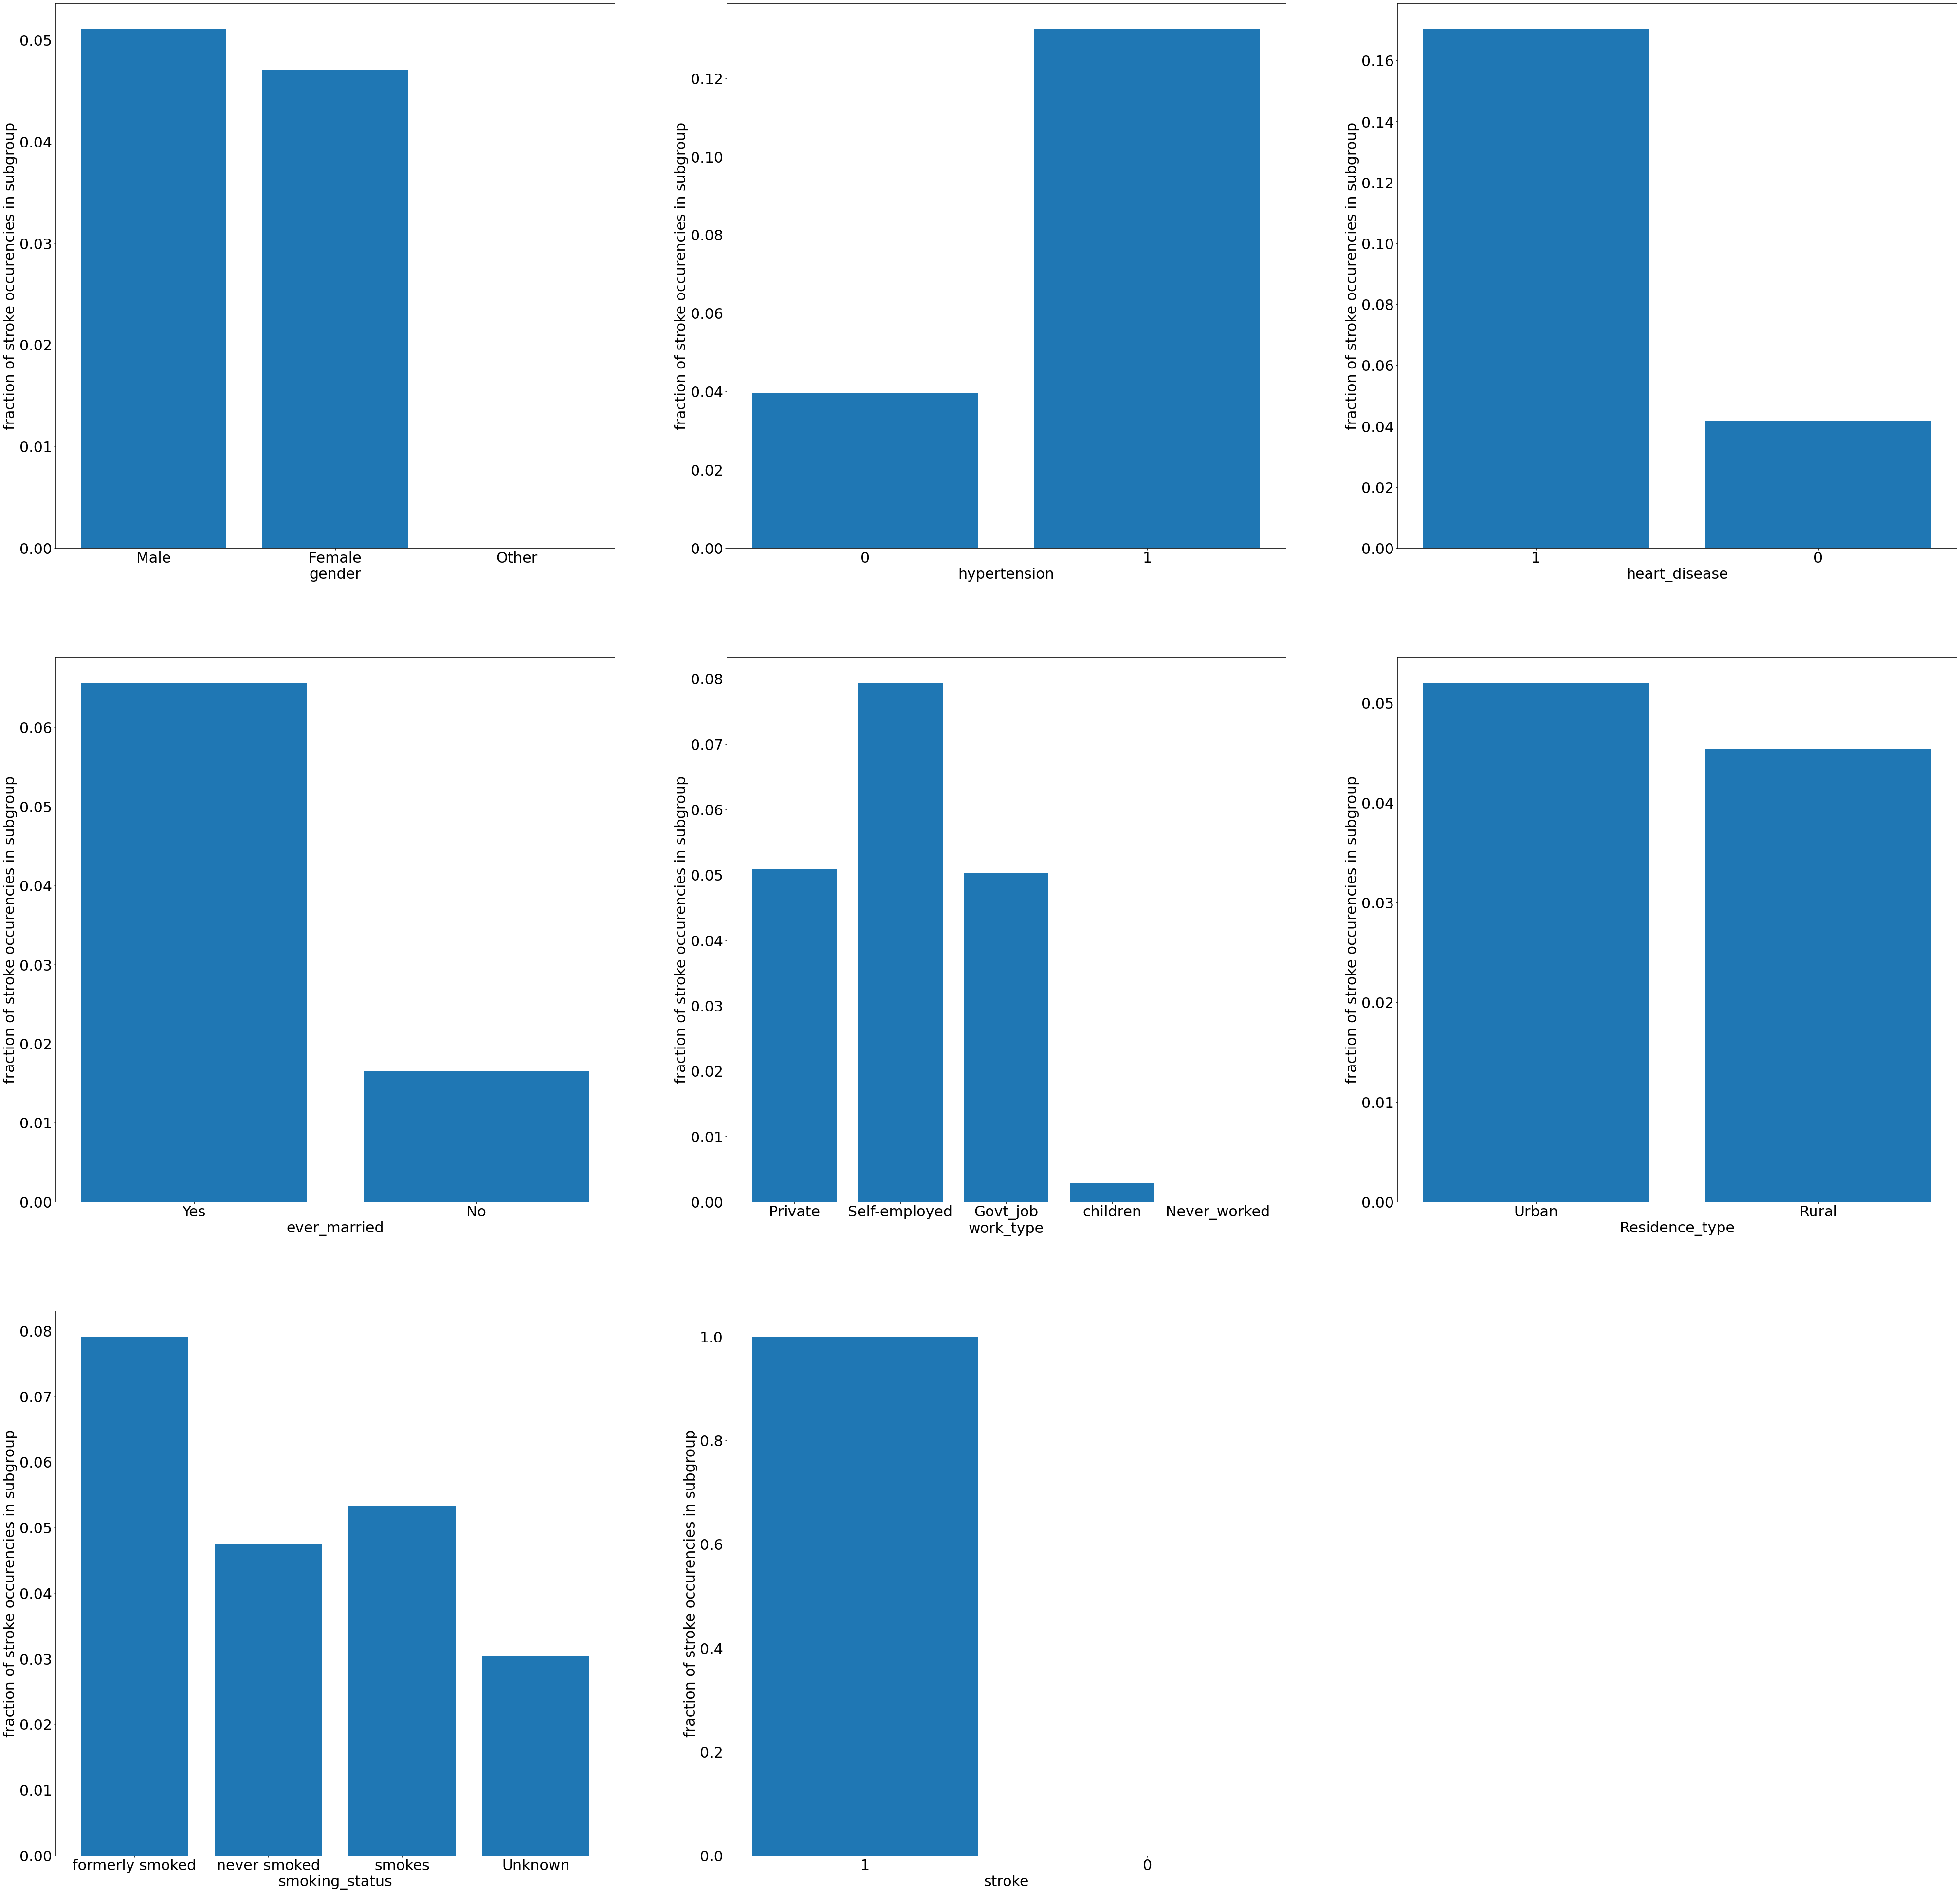 fraction of stroke occurencies in subgroup
0.05
0.04
0.03
0.02
0.01
0.00
Male Female Other
gender
fraction of stroke occurencies in subgroup
0.12
0.10
0.08
0.06
0.04
0.02
0.00
0 1
hypertension
fraction of stroke occurencies in subgroup
0.16
0.14
0.12
0.10
0.08
0.06
0.04
0.02
0.00
1 0
heart_disease
fraction of stroke occurencies in subgroup
0.06
0.05
0.04
0.03
0.02
0.01
0.00
Yes No
ever_married
fraction of stroke occurencies in subgroup
0.08
0.07
0.06
0.05
0.04
0.03
0.02
0.01
0.00
Private Self-employed Govt_job children Never_worked
work_type
fraction of stroke occurencies in subgroup
0.05
0.04
0.03
0.02
0.01
0.00
Urban Rural
Residence_type
fraction of stroke occurencies in subgroup
0.08
0.07
0.06
0.05
0.04
0.03
0.02
0.01
0.00
formerly smoked never smoked smokes Unknown
smoking_status
fraction of stroke occurencies in subgroup
1.0
0.8
0.6
0.4
0.2
0.0
1 0
stroke